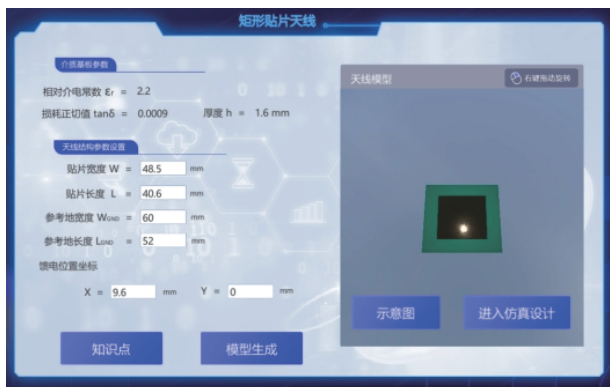 矩形贴片天线
介质基板参数
相对介电常数 εr = 2.2
损耗正切值 tanδ = 0.0009 厚度 h = 1.6 mm
天线结构参数设置
贴片宽度 W = 48.5 mm
贴片长度 L = 40.6 mm
参考地宽度 WGND = 60 mm
参考地长度 LGND = 52 mm
馈电位置坐标
X = 9.6 mm Y = 0 mm
知识点 模型生成
天线模型 右键拖动旋转
示意图 进入仿真设计